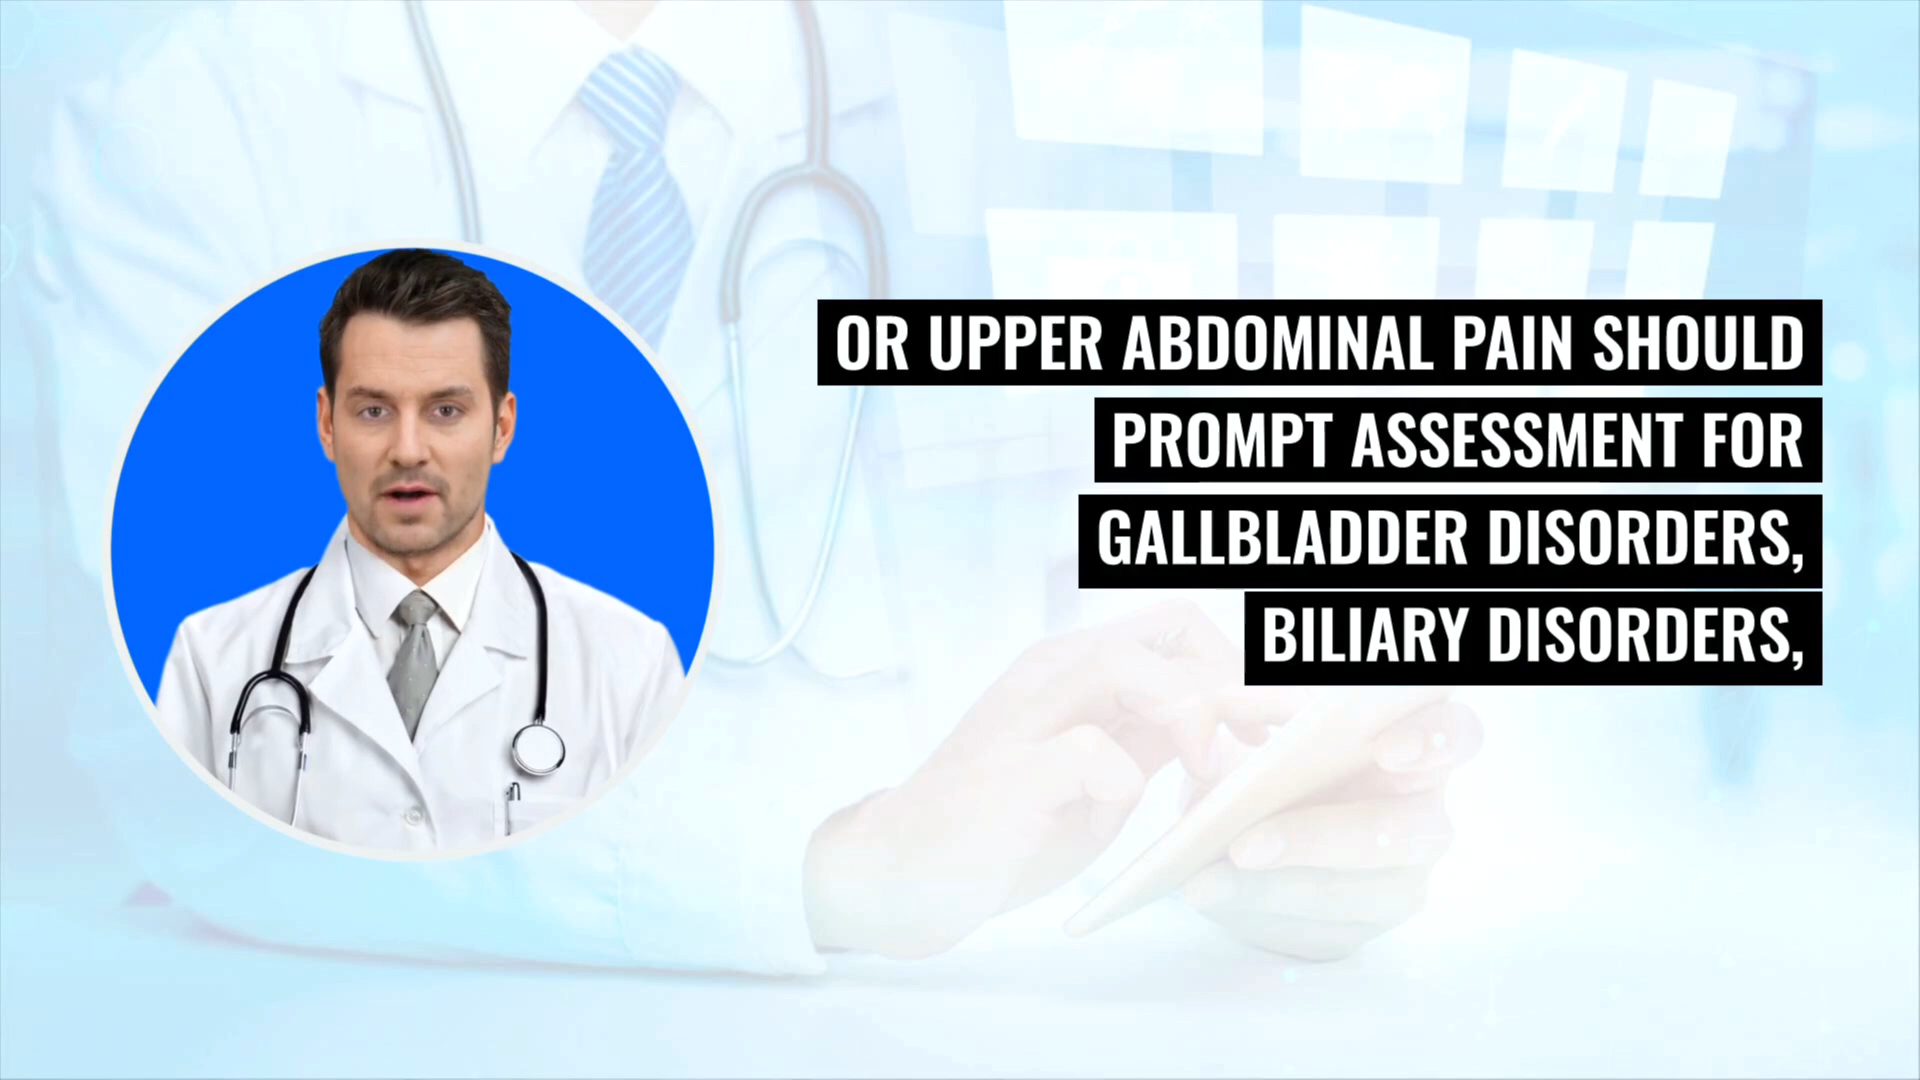 OR UPPER ABDOMINAL PAIN SHOULD
PROMPT ASSESSMENT FOR
GALLBLADDER DISORDERS,
BILIARY DISORDERS,